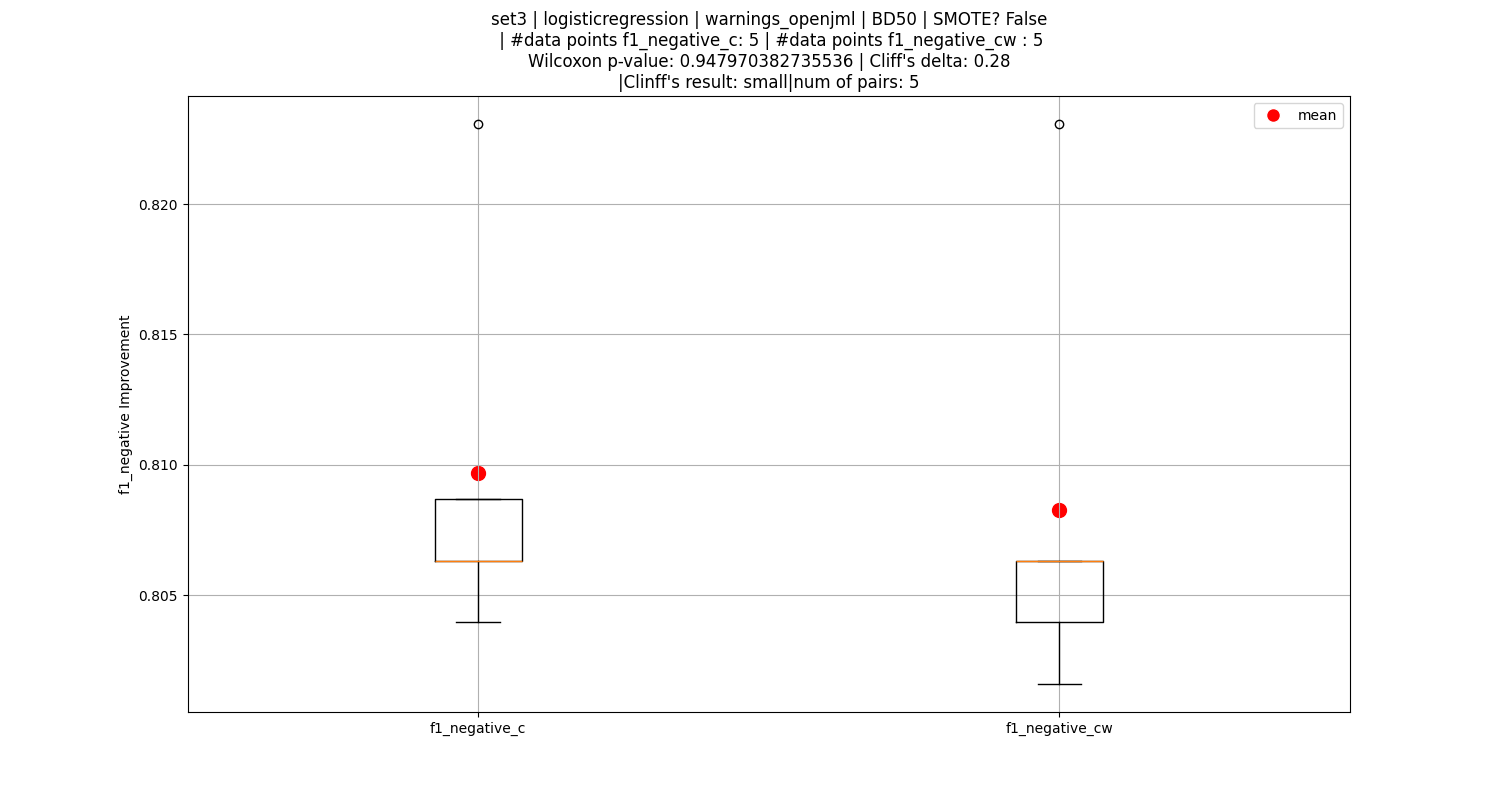 set3 | logisticregression | warnings_openjml | BD50 | SMOTE? False
| #data points f1_negative_c: 5 | #data points f1_negative_cw : 5
Wilcoxon p-value: 0.947970382735536 | Cliff's delta: 0.28
|Clinff's result: small|num of pairs: 5
mean
0.820
0.815
0.810
0.805
f1_negative Improvement
f1_negative_c
f1_negative_cw